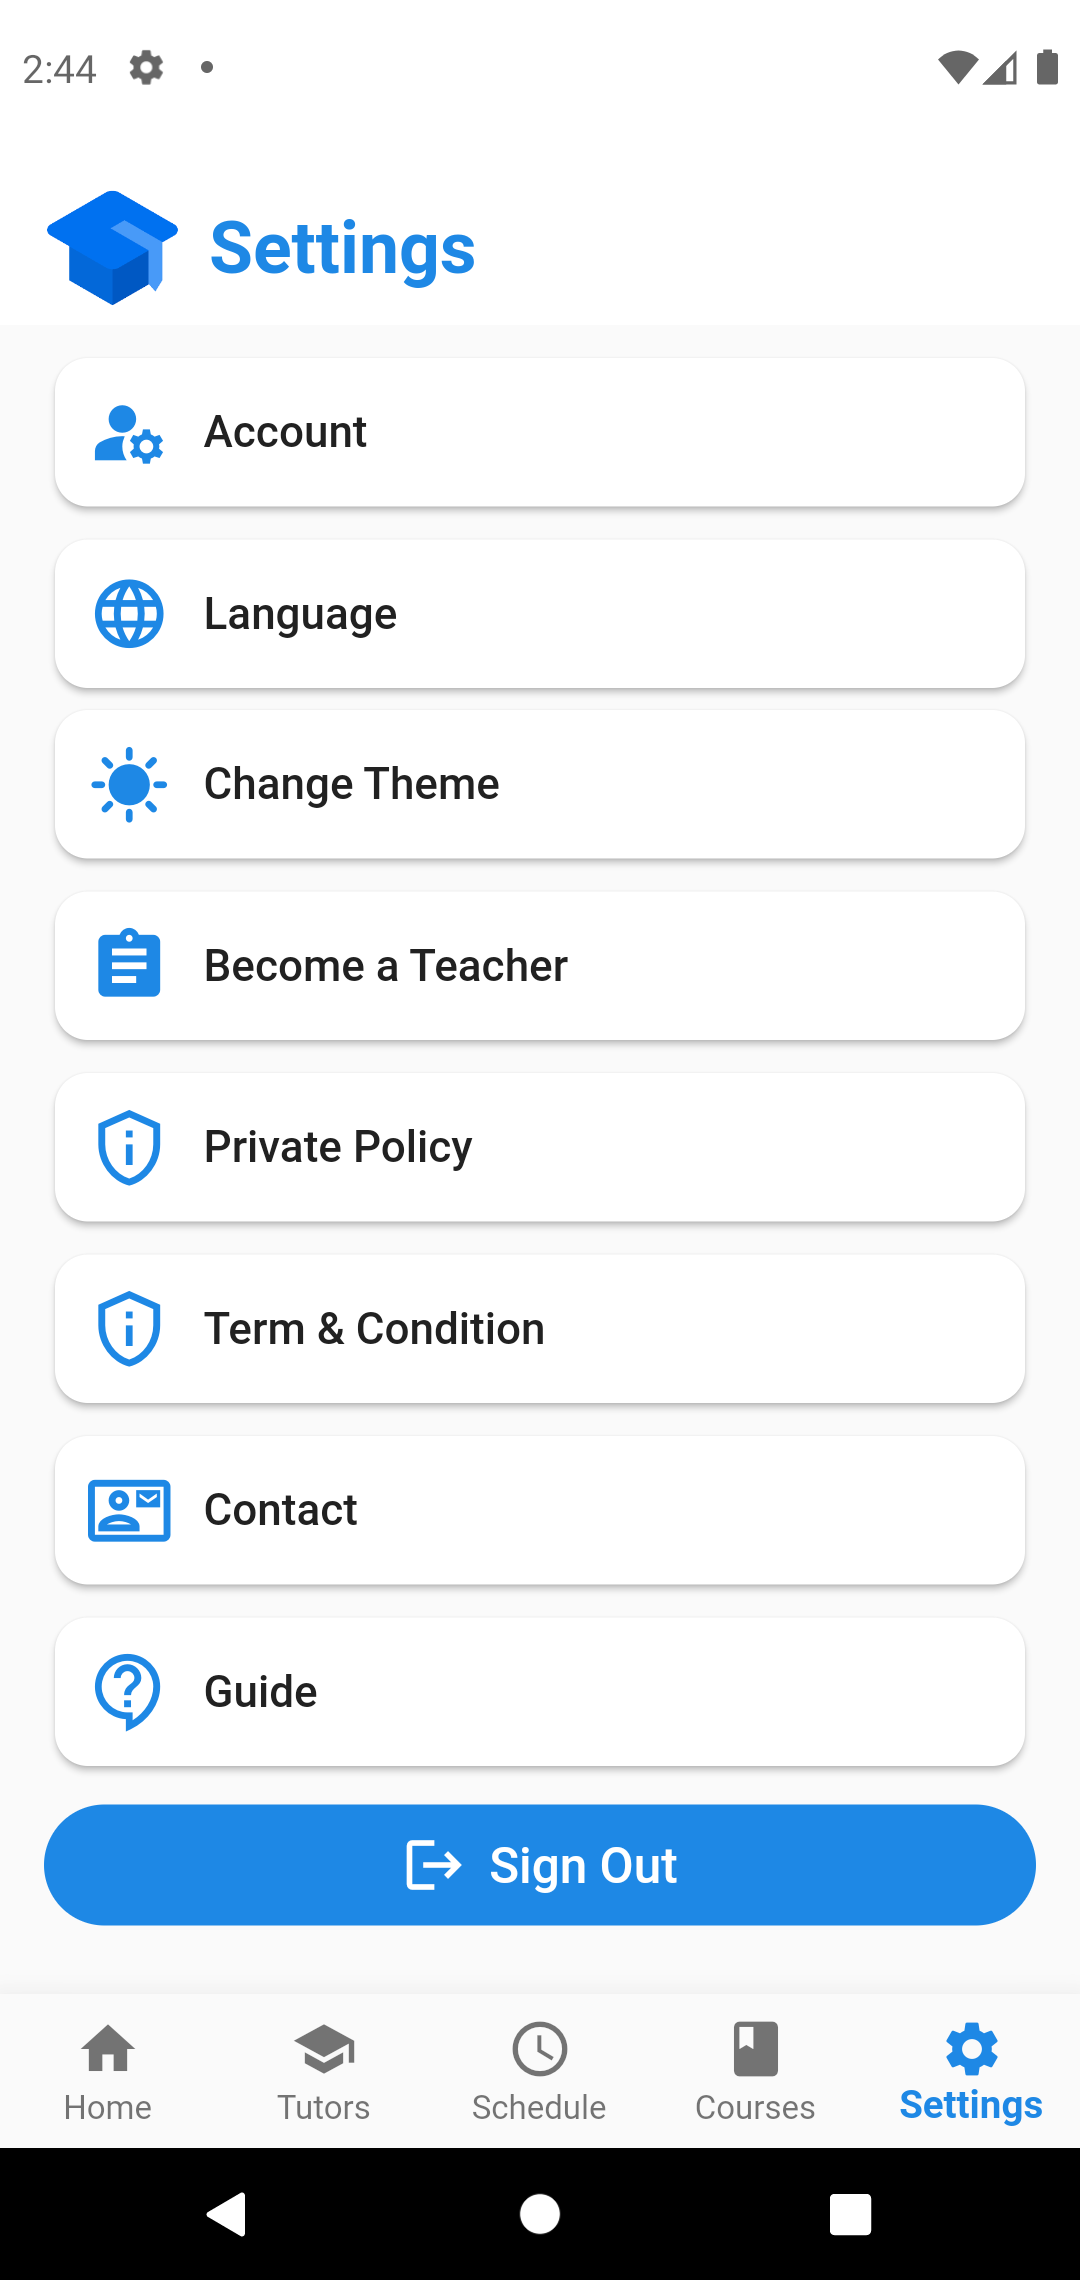 2:44
Settings
Account
Language
Change Theme
Become a Teacher
Private Policy
Term & Condition
Contact
Guide
Sign Out
Home
Tutors
Schedule
Courses
Settings